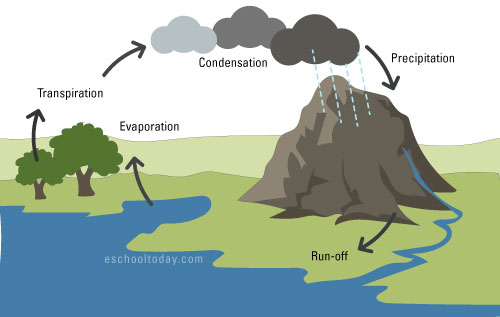 Condensation
Precipitation
Transpiration
Evaporation
Run-off
eschooltoday.com